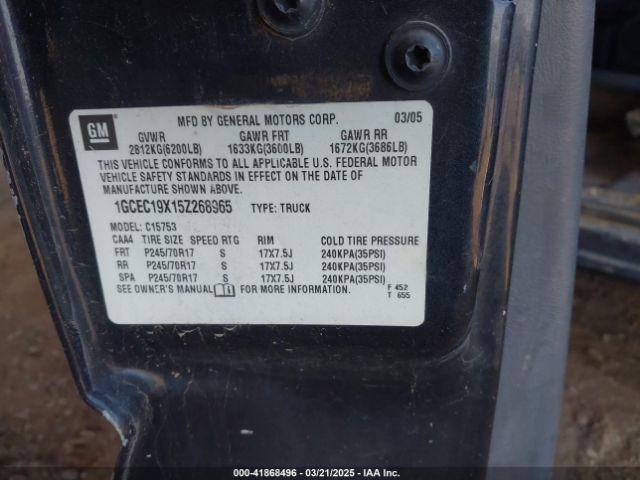 GM
MFD BY GENERAL MOTORS CORP. 03/05
GVWR GAWR FRT GAWR RR
2812KG(6200LB) 1633KG(3600LB) 1672KG(3686LB)
THIS VEHICLE CONFORMS TO ALL APPLICABLE U.S. FEDERAL MOTOR
VEHICLE SAFETY STANDARDS IN EFFECT ON THE DATE OF
MANUFACTURE SHOWN ABOVE.
1GCEC19X15Z268965 TYPE: TRUCK
MODEL: C15753
CAA4 TIRE SIZE SPEED RTG RIM COLD TIRE PRESSURE
FRT P245/70R17 S 17X7.5J 240KPA(35PSI)
RR P245/70R17 S 17X7.5J 240KPA(35PSI)
SPA P245/70R17 S 17X7.5J 240KPA(35PSI)
SEE OWNER'S MANUAL FOR MORE INFORMATION.
F 452
T 655
000-41868496 - 03/21/2025 - IAA Inc.